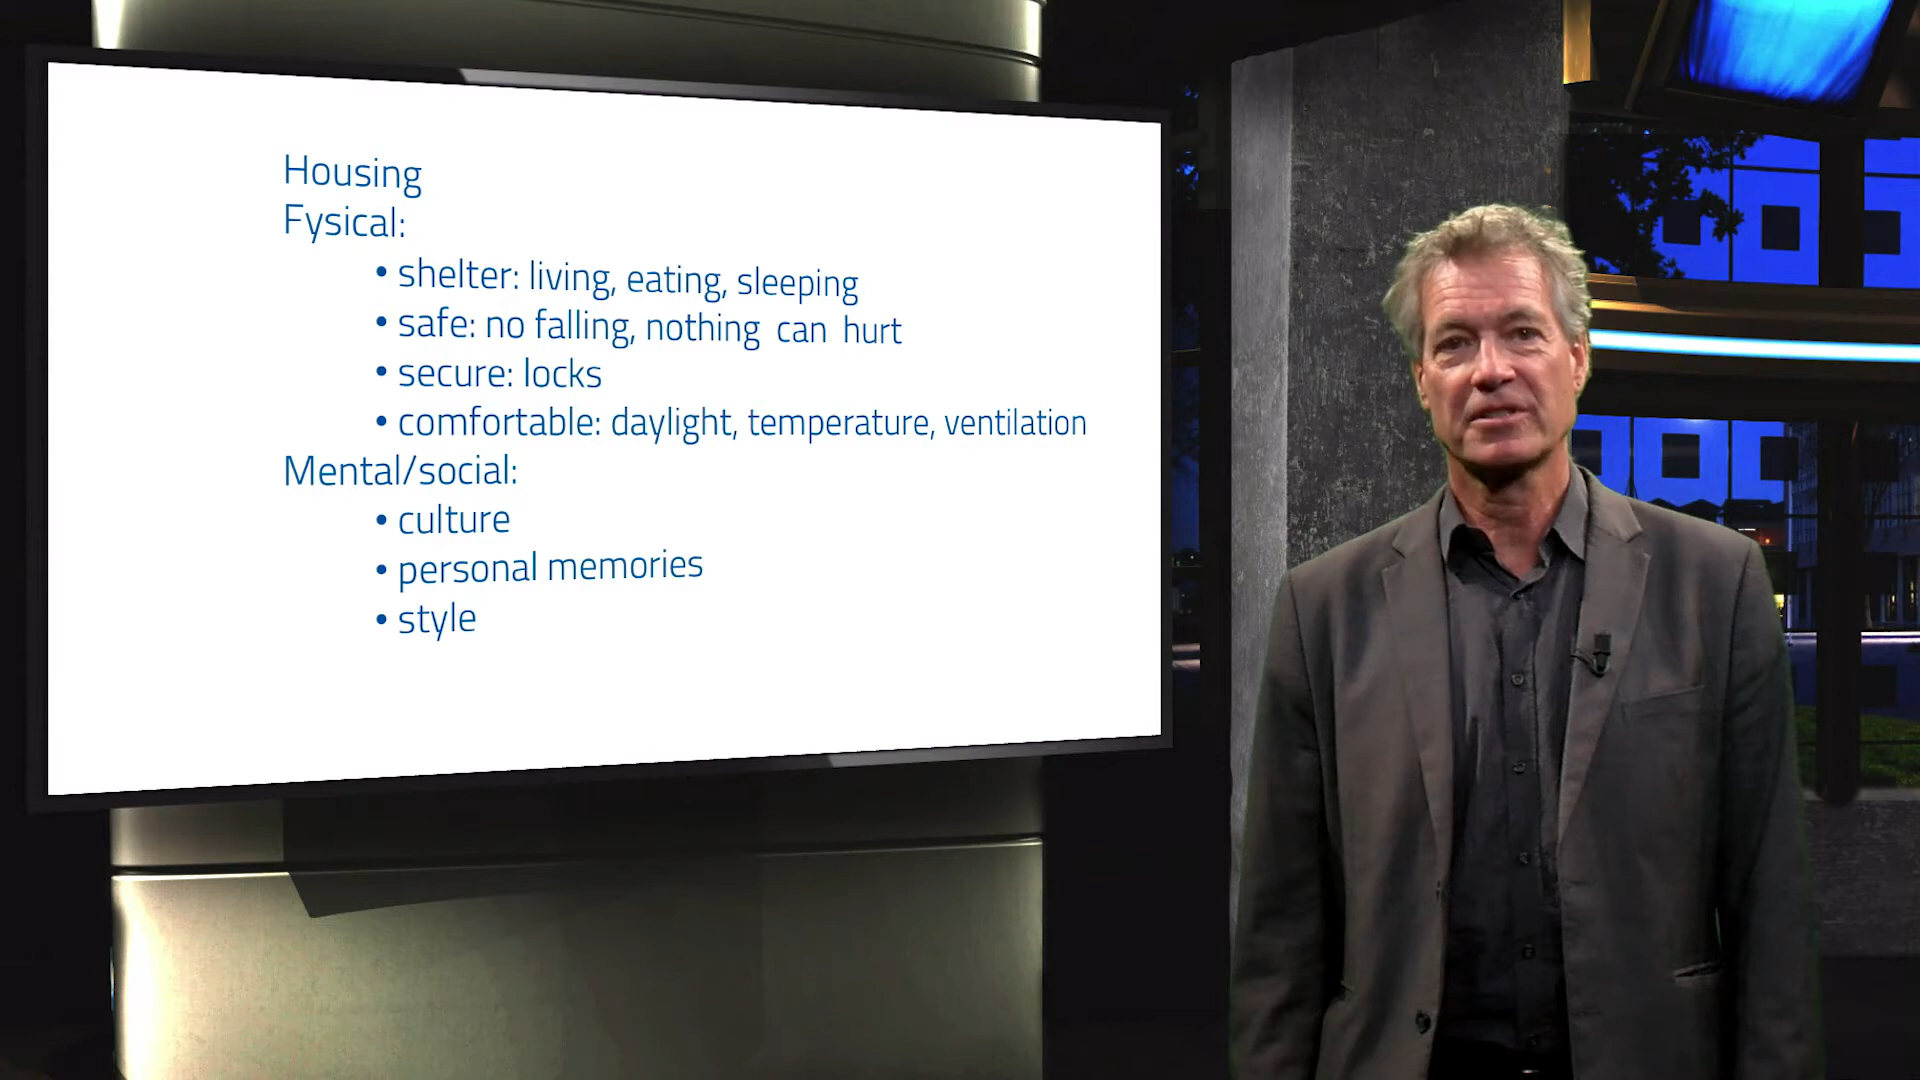 Housing
Fysical:
• shelter: living, eating, sleeping
• safe: no falling, nothing can hurt
• secure: locks
• comfortable: daylight, temperature, ventilation
Mental/social:
• culture
• personal memories
• style